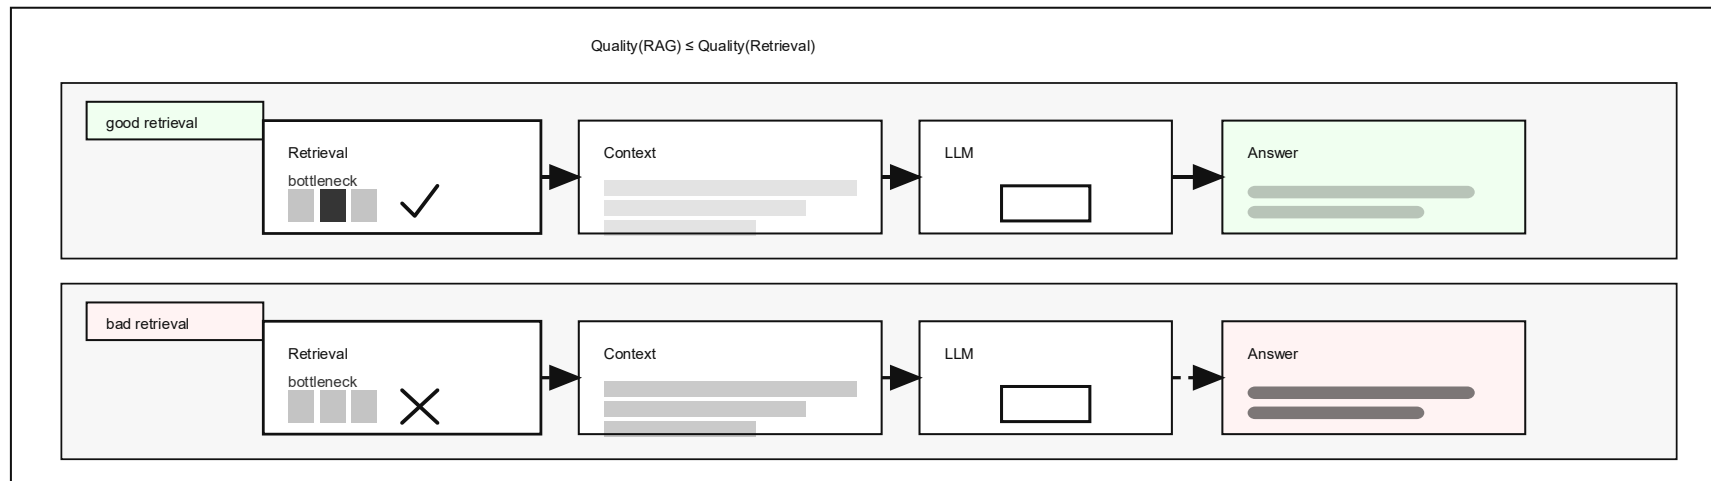 Quality(RAG) ≤ Quality(Retrieval)
good retrieval
Retrieval
bottleneck
Context
LLM
Answer
bad retrieval
Retrieval
bottleneck
Context
LLM
Answer